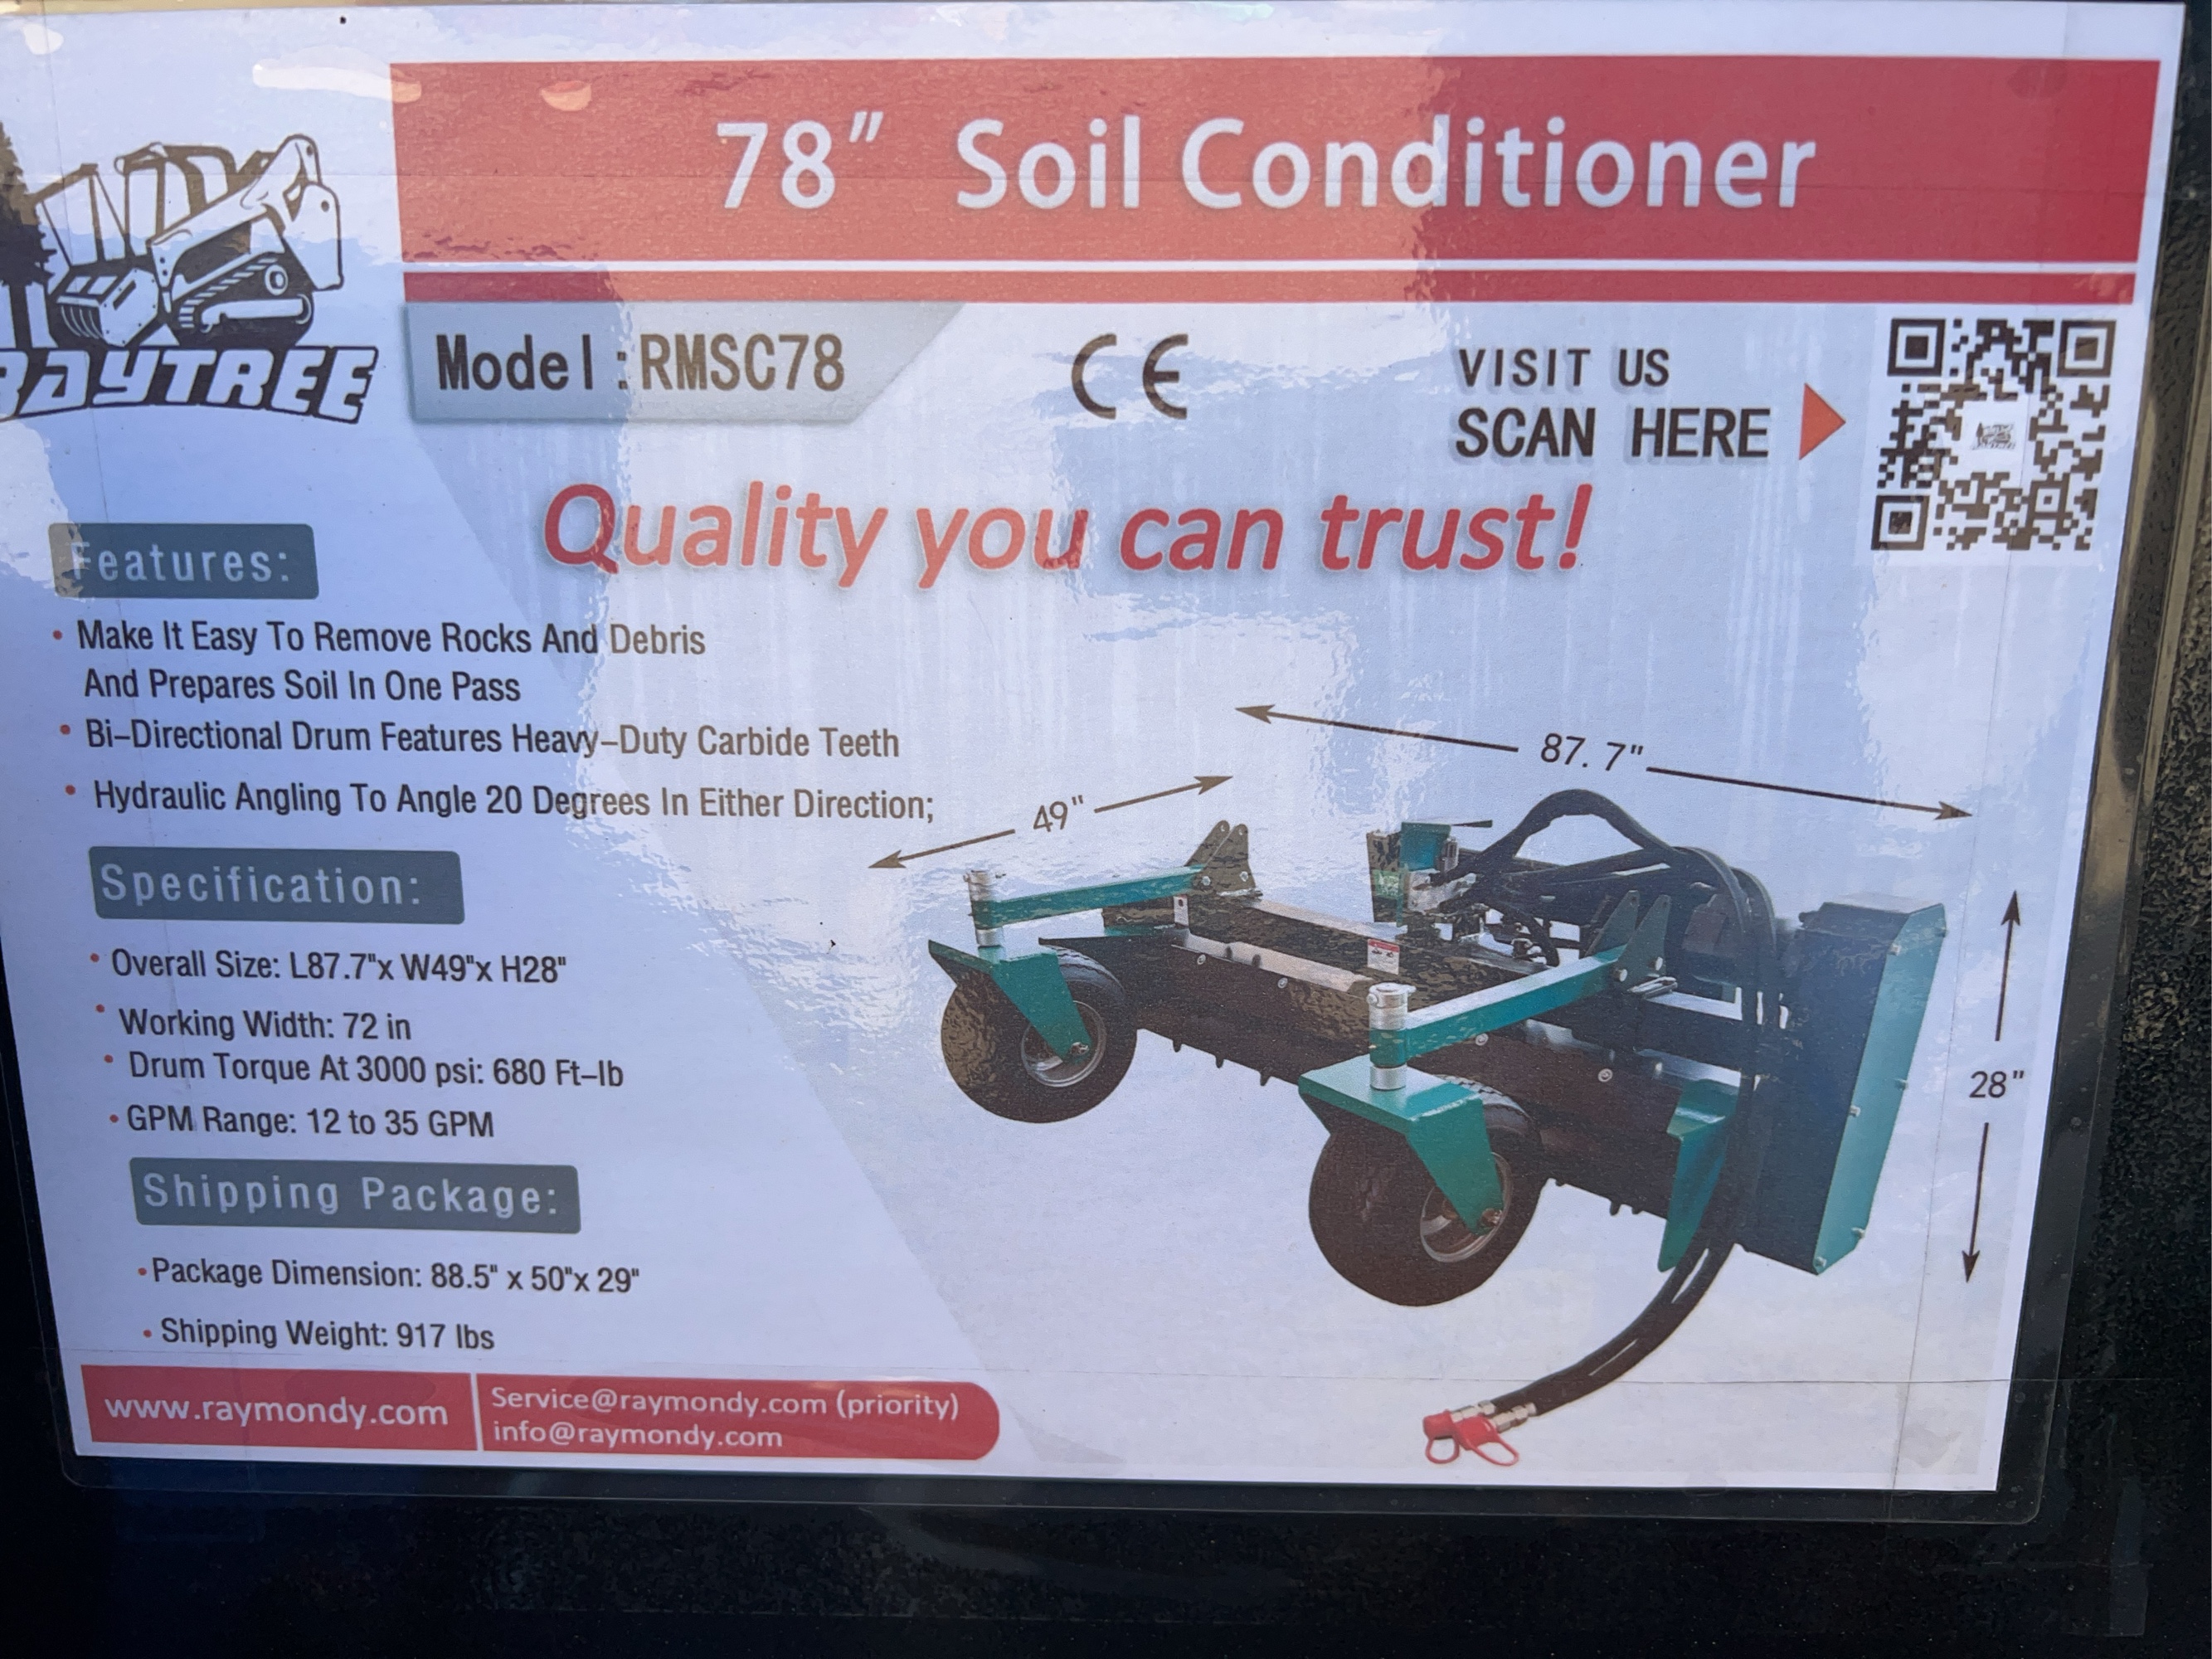 78" Soil Conditioner
RAYTREE
Model:RMSC78
CE
VISIT US
SCAN HERE
Quality you can trust!
Features:
• Make It Easy To Remove Rocks And Debris
And Prepares Soil In One Pass
• Bi-Directional Drum Features Heavy-Duty Carbide Teeth
• Hydraulic Angling To Angle 20 Degrees In Either Direction;
87.7"
49"
28"
Specification:
• Overall Size: L87.7"x W49"x H28"
• Working Width: 72 in
• Drum Torque At 3000 psi: 680 Ft-lb
• GPM Range: 12 to 35 GPM
Shipping Package:
• Package Dimension: 88.5" x 50"x 29"
• Shipping Weight: 917 lbs
www.raymondy.com
Service@raymondy.com (priority)
info@raymondy.com